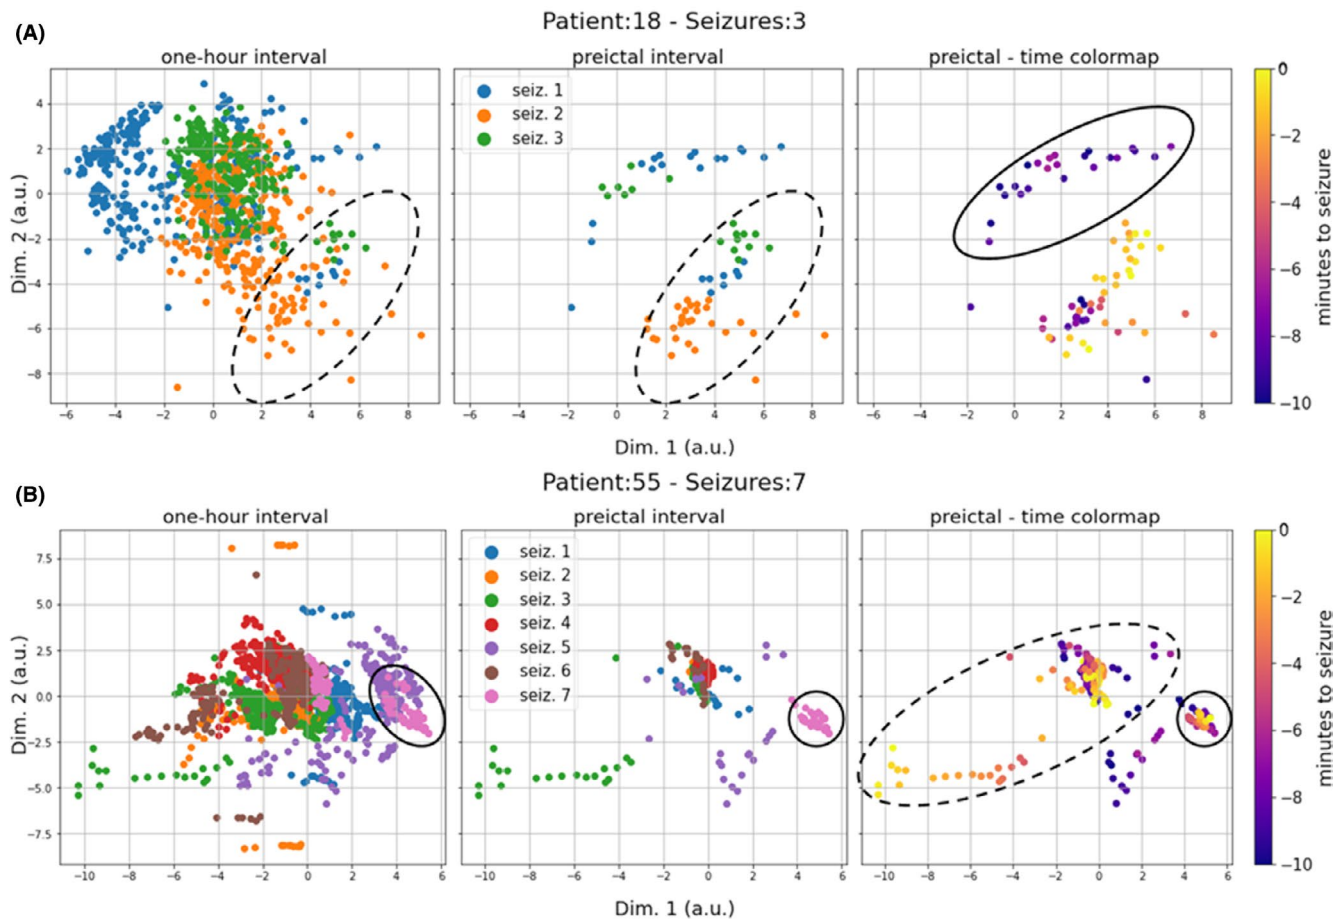 (A)
Patient:18 - Seizures:3
one-hour interval
preictal interval
preictal - time colormap
seiz. 1
seiz. 2
seiz. 3
4
2
0
−2
−4
−6
−8
Dim. 2 (a.u.)
−6 −4 −2 0 2 4 6 8
−6 −4 −2 0 2 4 6 8
−6 −4 −2 0 2 4 6 8
0
−2
−4
−6
−8
−10
minutes to seizure
Dim. 1 (a.u.)
(B)
Patient:55 - Seizures:7
one-hour interval
preictal interval
preictal - time colormap
seiz. 1
seiz. 2
seiz. 3
seiz. 4
seiz. 5
seiz. 6
seiz. 7
7.5
5.0
2.5
0.0
−2.5
−5.0
−7.5
Dim. 2 (a.u.)
−10 −8 −6 −4 −2 0 2 4 6
−10 −8 −6 −4 −2 0 2 4 6
−10 −8 −6 −4 −2 0 2 4 6
0
−2
−4
−6
−8
−10
minutes to seizure
Dim. 1 (a.u.)